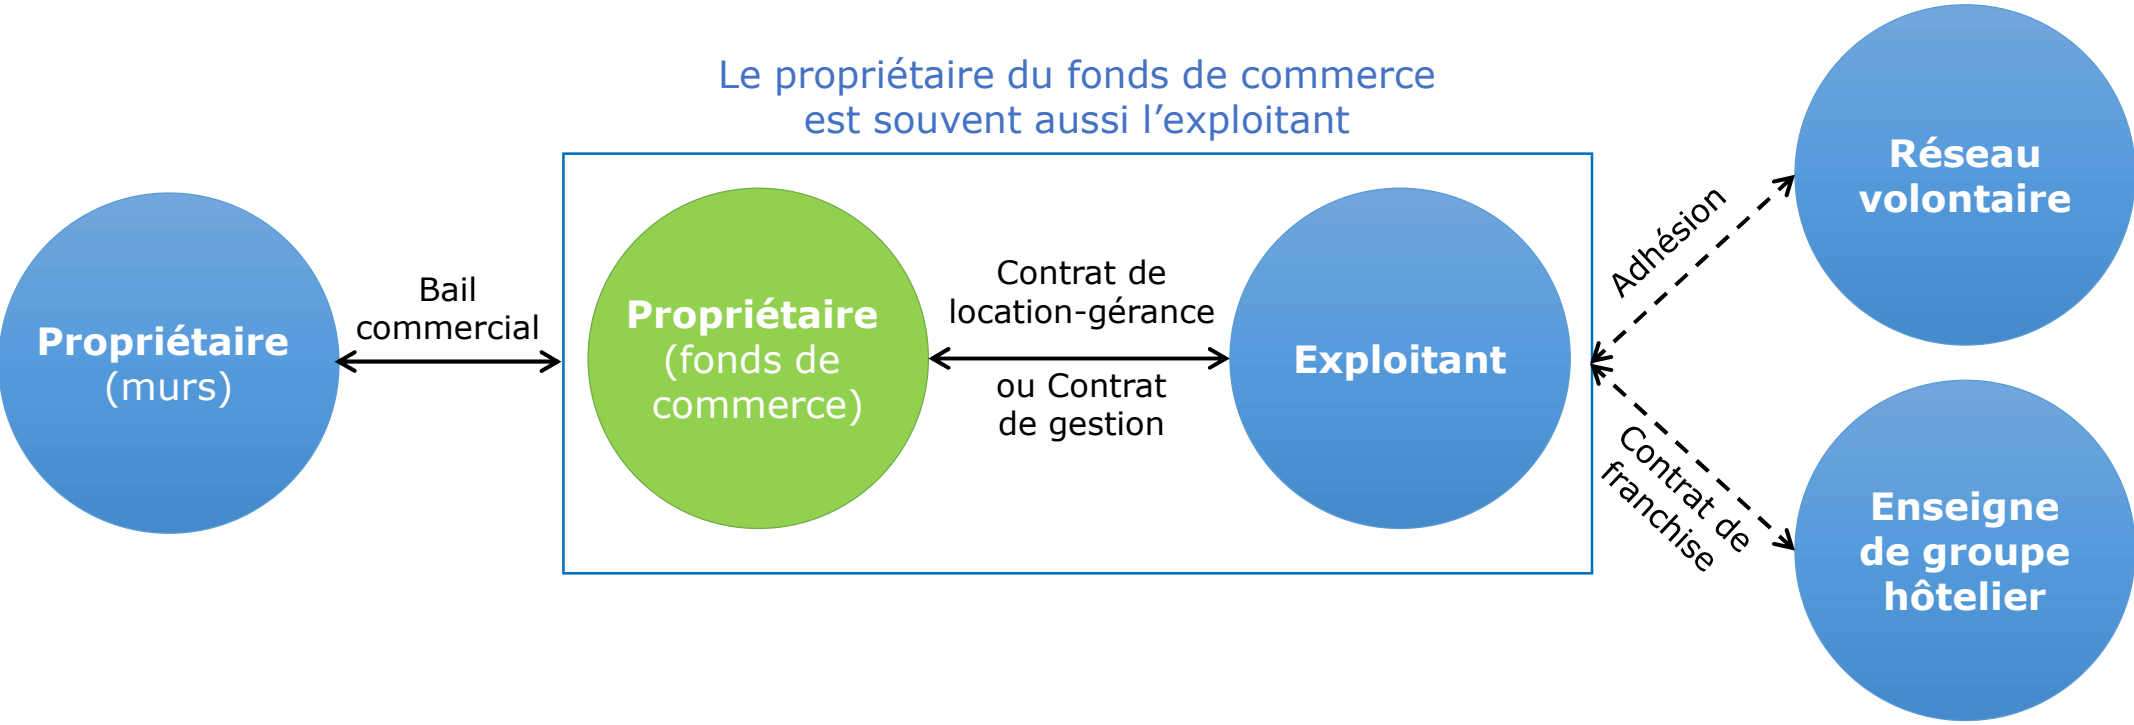 Le propriétaire du fonds de commerce
est souvent aussi l’exploitant
Propriétaire
(murs)
Bail
commercial
Propriétaire
(fonds de
commerce)
Contrat de
location-gérance
ou Contrat
de gestion
Exploitant
Adhésion
Contrat de
franchise
Réseau
volontaire
Enseigne
de groupe
hôtelier